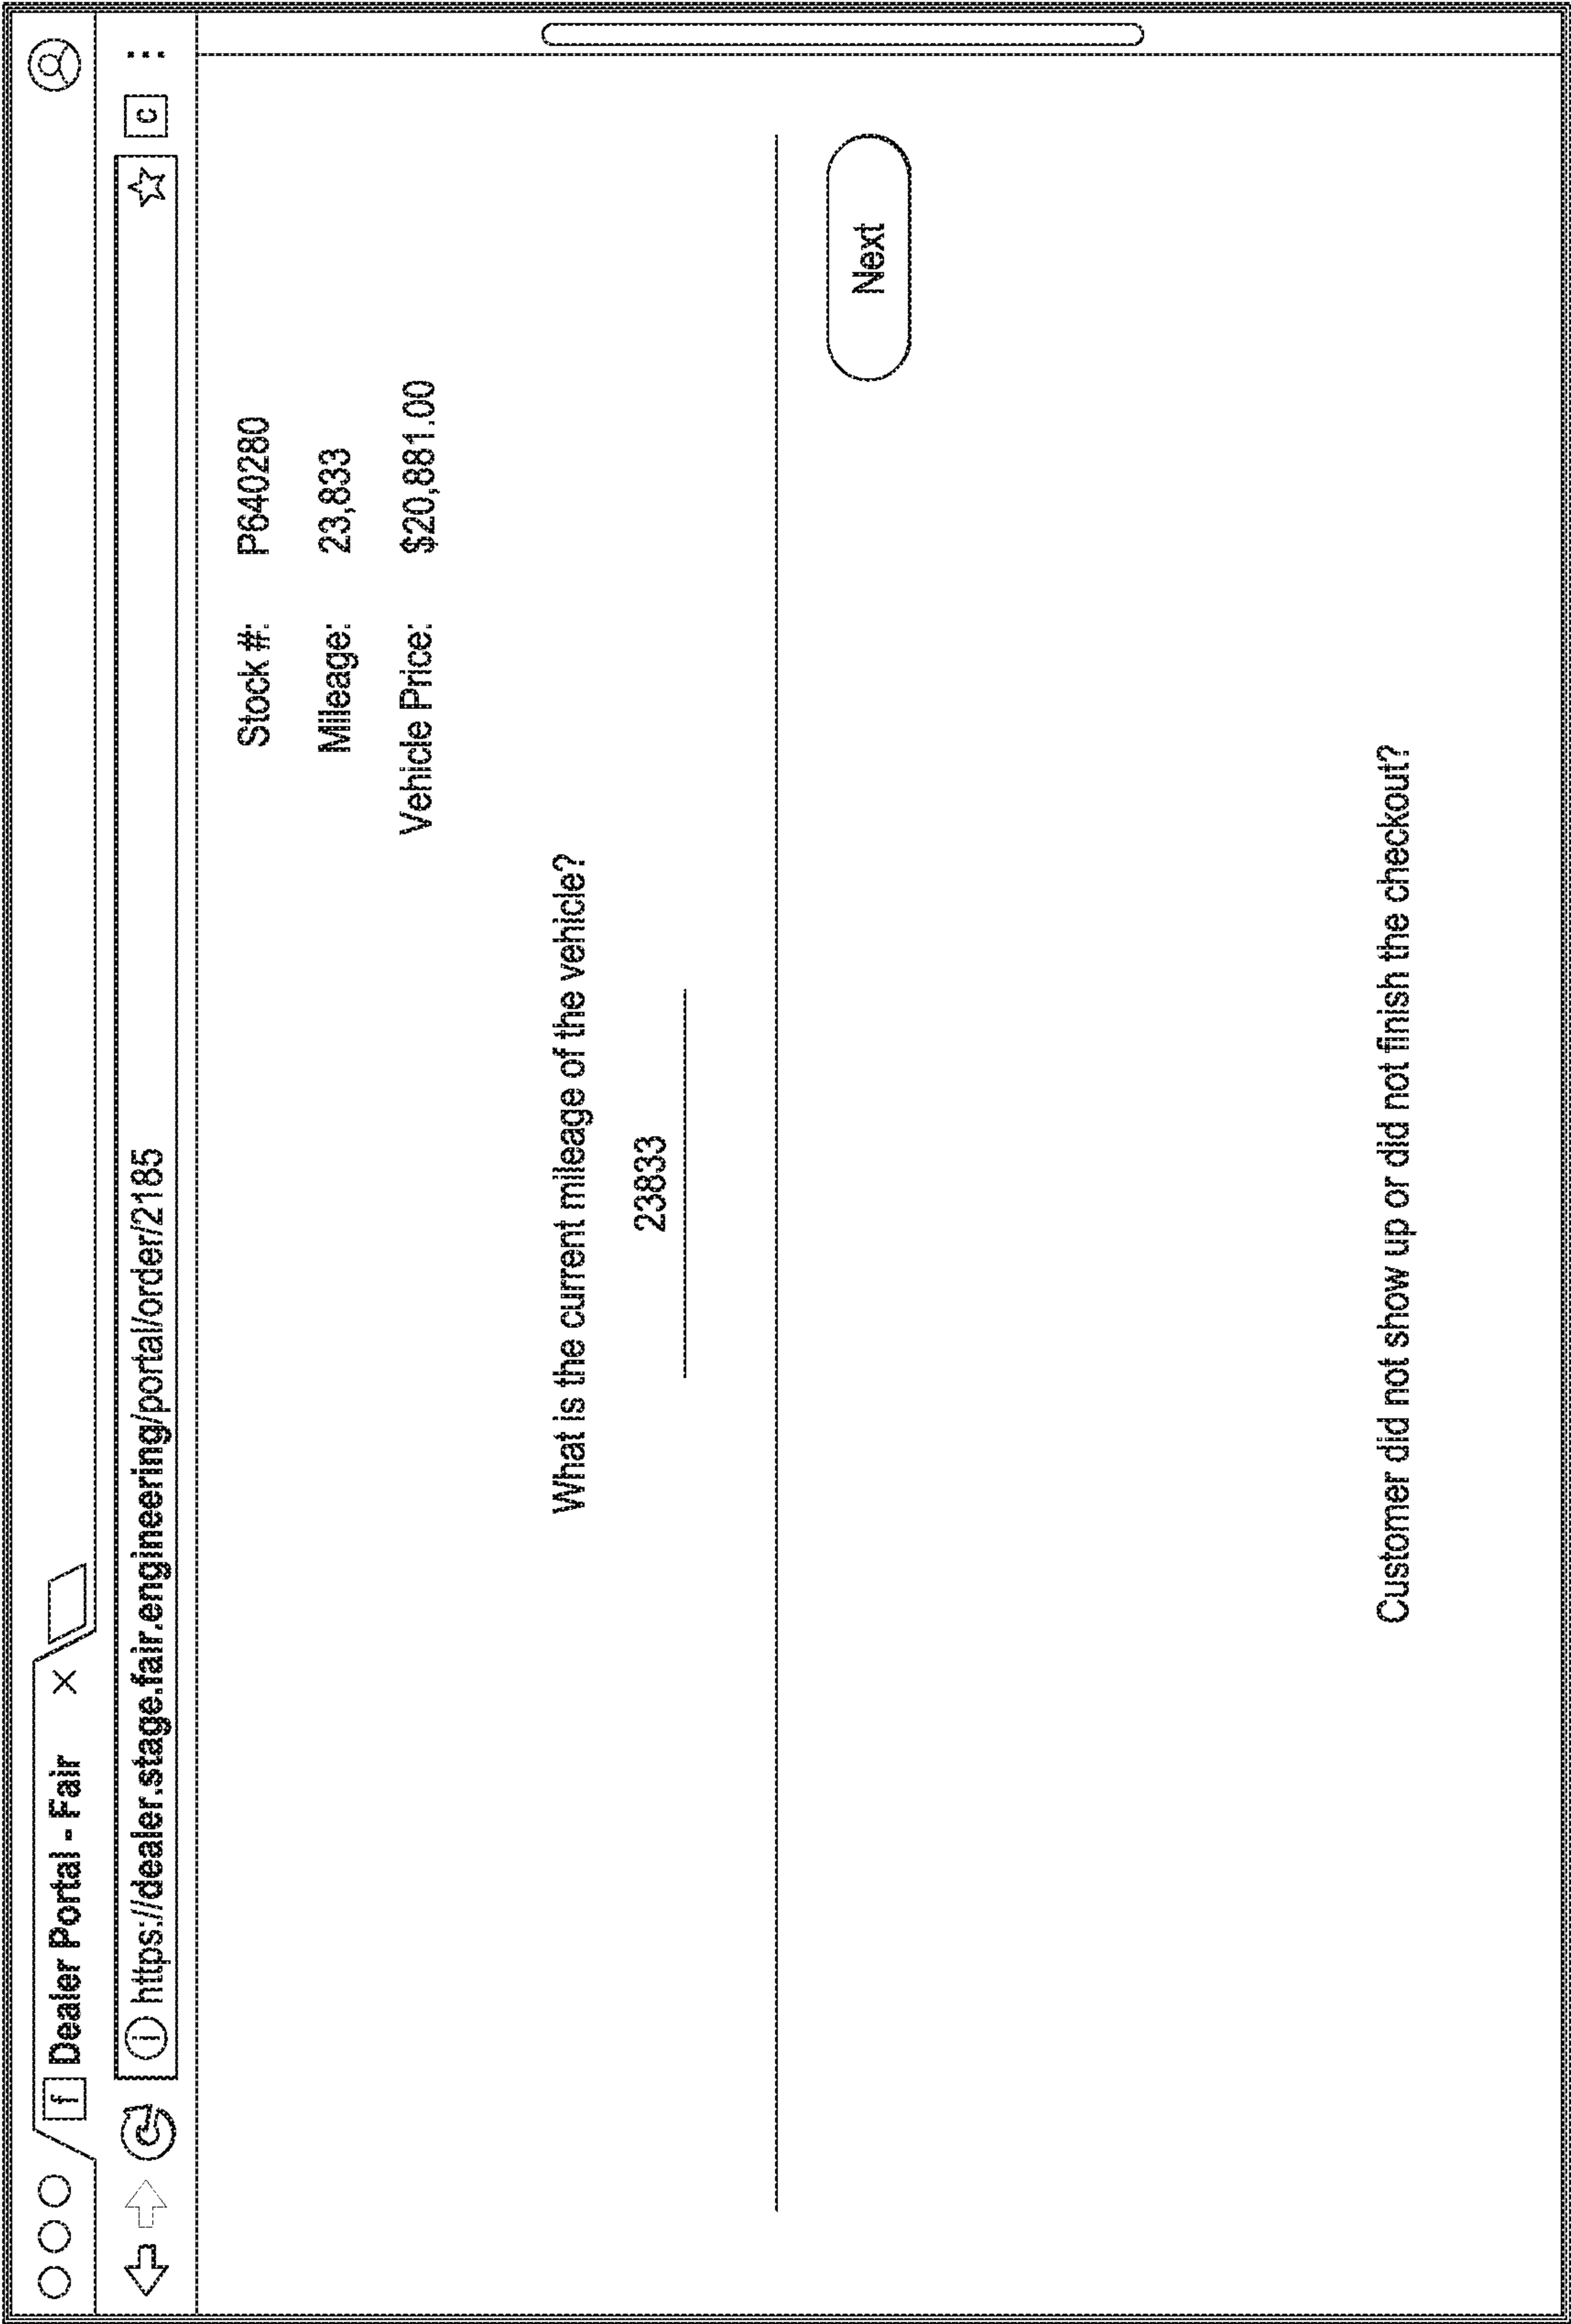 f Dealer Portal - Fair X
i https://dealer.stage.fair.engineering/portal/order/2185 c
Stock #: P640280
Mileage: 23,833
Vehicle Price: $20,881.00
What is the current mileage of the vehicle?
23833
Next
Customer did not show up or did not finish the checkout?